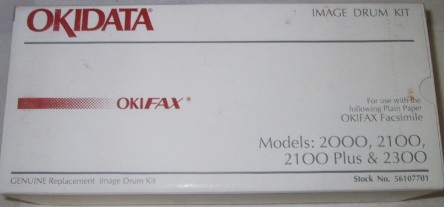 OKIDATA®
IMAGE DRUM KIT
OKIFAX®
For use with the
following Plain Paper
OKIFAX Facsimile
Models: 2000, 2100,
2100 Plus & 2300
GENUINE Replacement Image Drum Kit
Stock No. 56107701